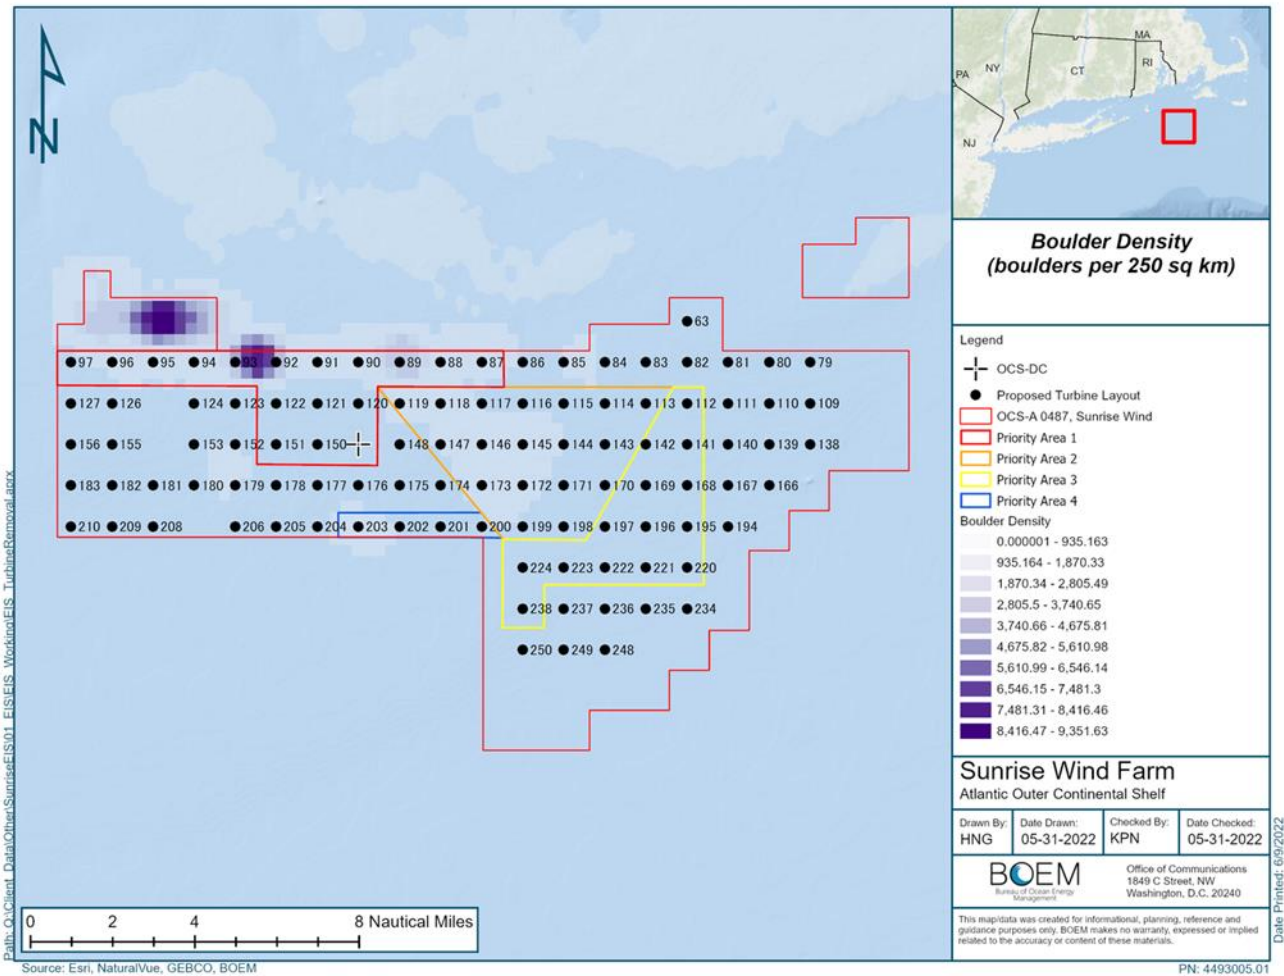 N
63
97 96 95 94 93 92 91 90 89 88 87 86 85 84 83 82 81 80 79
127 126 124 123 122 121 120 119 118 117 116 115 114 113 112 111 110 109
156 155 153 152 151 150 148 147 146 145 144 143 142 141 140 139 138
183 182 181 180 179 178 177 176 175 174 173 172 171 170 169 168 167 166
210 209 208 206 205 204 203 202 201 200 199 198 197 196 195 194
224 223 222 221 220
238 237 236 235 234
250 249 248
0 2 4 8 Nautical Miles
Source: Esri, NaturalVue, GEBCO, BOEM
Path: Q:\Client_Data\Other\SunriseEIS\01_EIS\EIS_Working\EIS_TurbineRemoval.aprx
MA
NY
CT
RI
PA
NJ
Boulder Density
(boulders per 250 sq km)
Legend
OCS-DC
Proposed Turbine Layout
OCS-A 0487, Sunrise Wind
Priority Area 1
Priority Area 2
Priority Area 3
Priority Area 4
Boulder Density
0.000001 - 935.163
935.164 - 1,870.33
1,870.34 - 2,805.49
2,805.5 - 3,740.65
3,740.66 - 4,675.81
4,675.82 - 5,610.98
5,610.99 - 6,546.14
6,546.15 - 7,481.3
7,481.31 - 8,416.46
8,416.47 - 9,351.63
Sunrise Wind Farm
Atlantic Outer Continental Shelf
Drawn By: Date Drawn: Checked By: Date Checked:
HNG 05-31-2022 KPN 05-31-2022
BOEM
Bureau of Ocean Energy
Management
Office of Communications
1849 C Street, NW
Washington, D.C. 20240
This map/data was created for informational, planning, reference and
guidance purposes only. BOEM makes no warranty, expressed or implied
related to the accuracy or content of these materials.
Date Printed: 6/9/2022
PN: 4493005.01